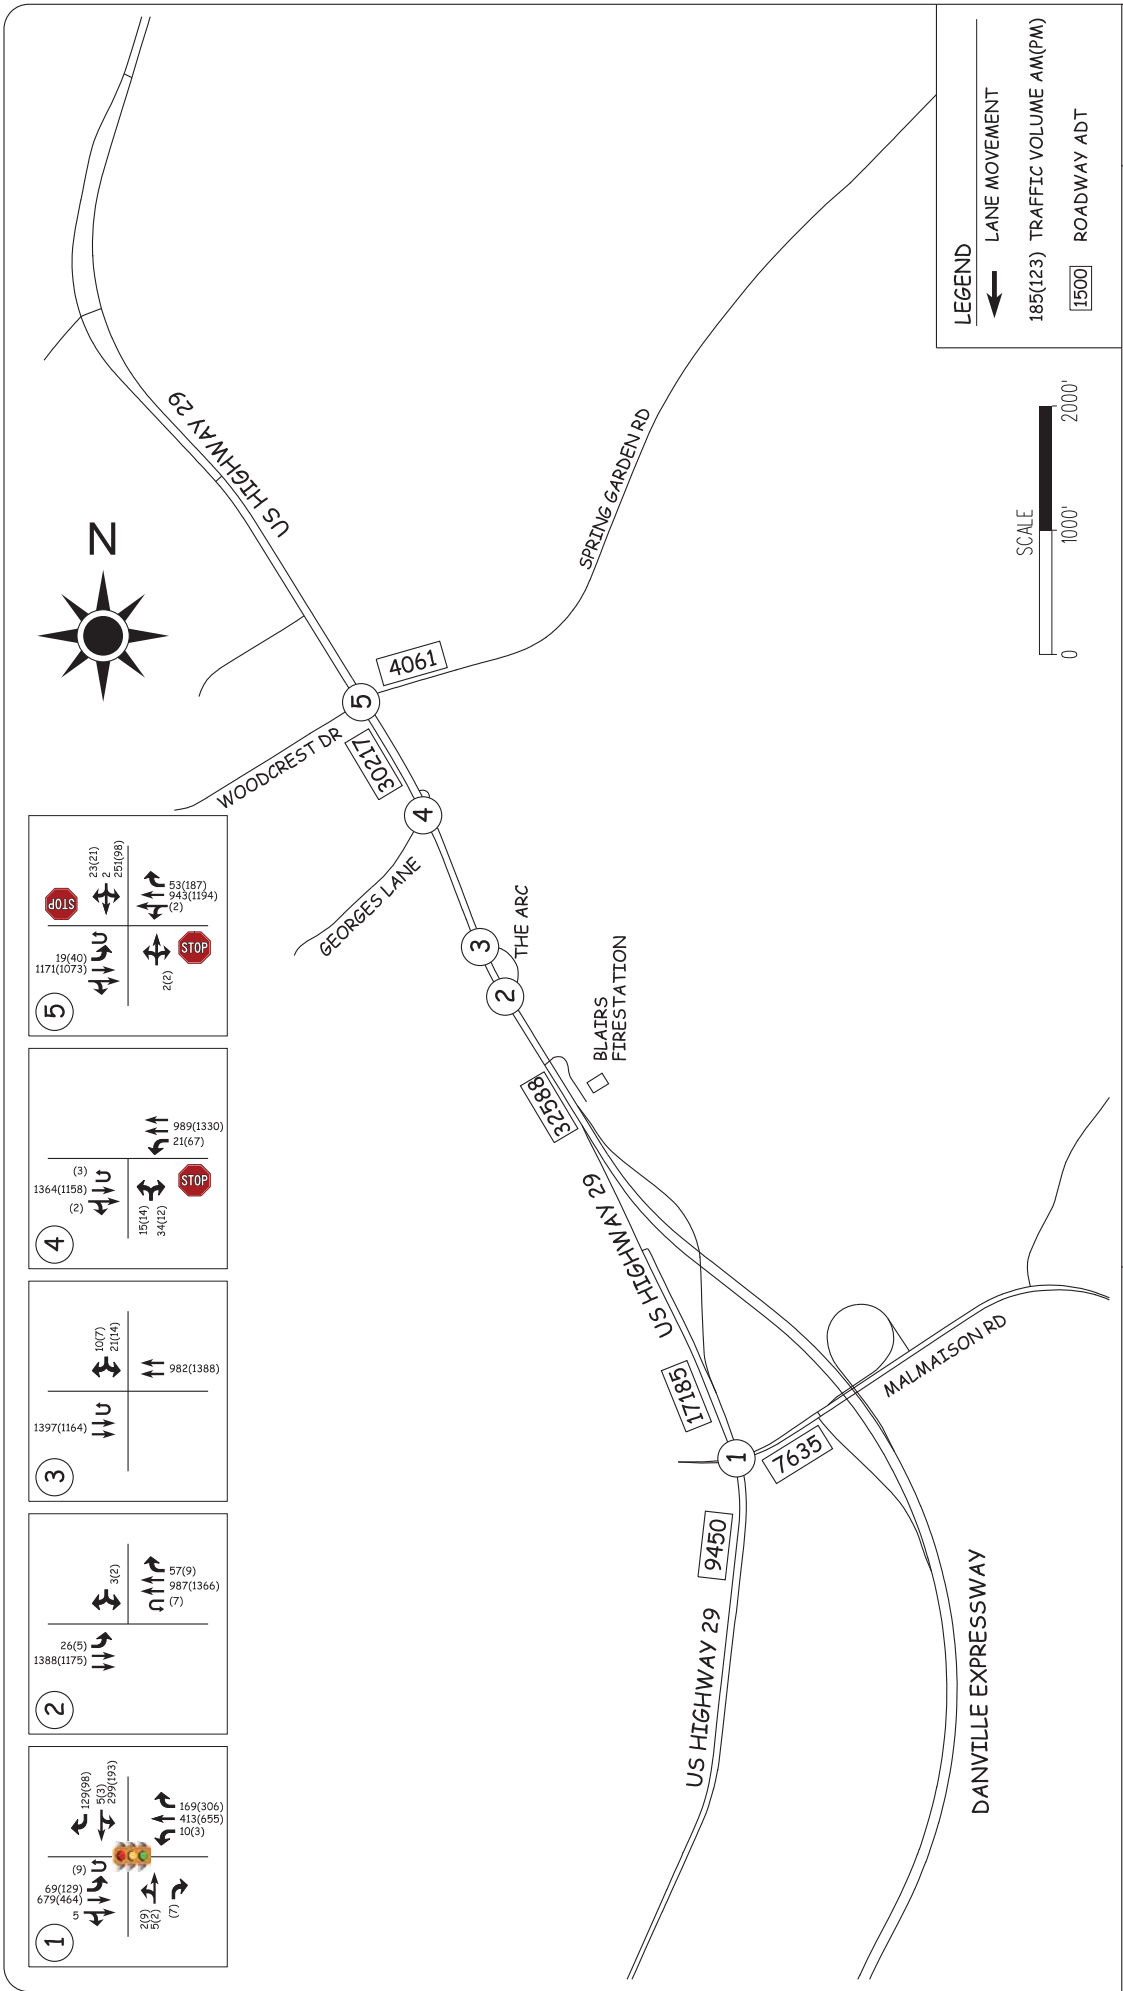 1
5
679(464)
69(129)
(9)
129(98)
5(3)
299(193)
2(9)
5(2)
(7)
169(306)
413(655)
10(3)
2
1388(1175)
26(5)
3(2)
57(9)
987(1366)
(7)
3
1397(1164)
10(7)
21(14)
982(1388)
4
(2)
1364(1158)
(3)
15(14)
34(12)
STOP
989(1330)
21(67)
5
1171(1073)
19(40)
STOP
23(21)
2
251(98)
2(2)
STOP
53(187)
943(1194)
(2)
N
US HIGHWAY 29
WOODCREST DR
5
4061
30217
4
GEORGES LANE
SPRING GARDEN RD
3
THE ARC
2
BLAIRS
FIRESTATION
32588
US HIGHWAY 29
17185
1
7635
MALMAISON RD
9450
US HIGHWAY 29
DANVILLE EXPRESSWAY
SCALE
0 1000' 2000'
LEGEND
LANE MOVEMENT
185(123) TRAFFIC VOLUME AM(PM)
1500 ROADWAY ADT